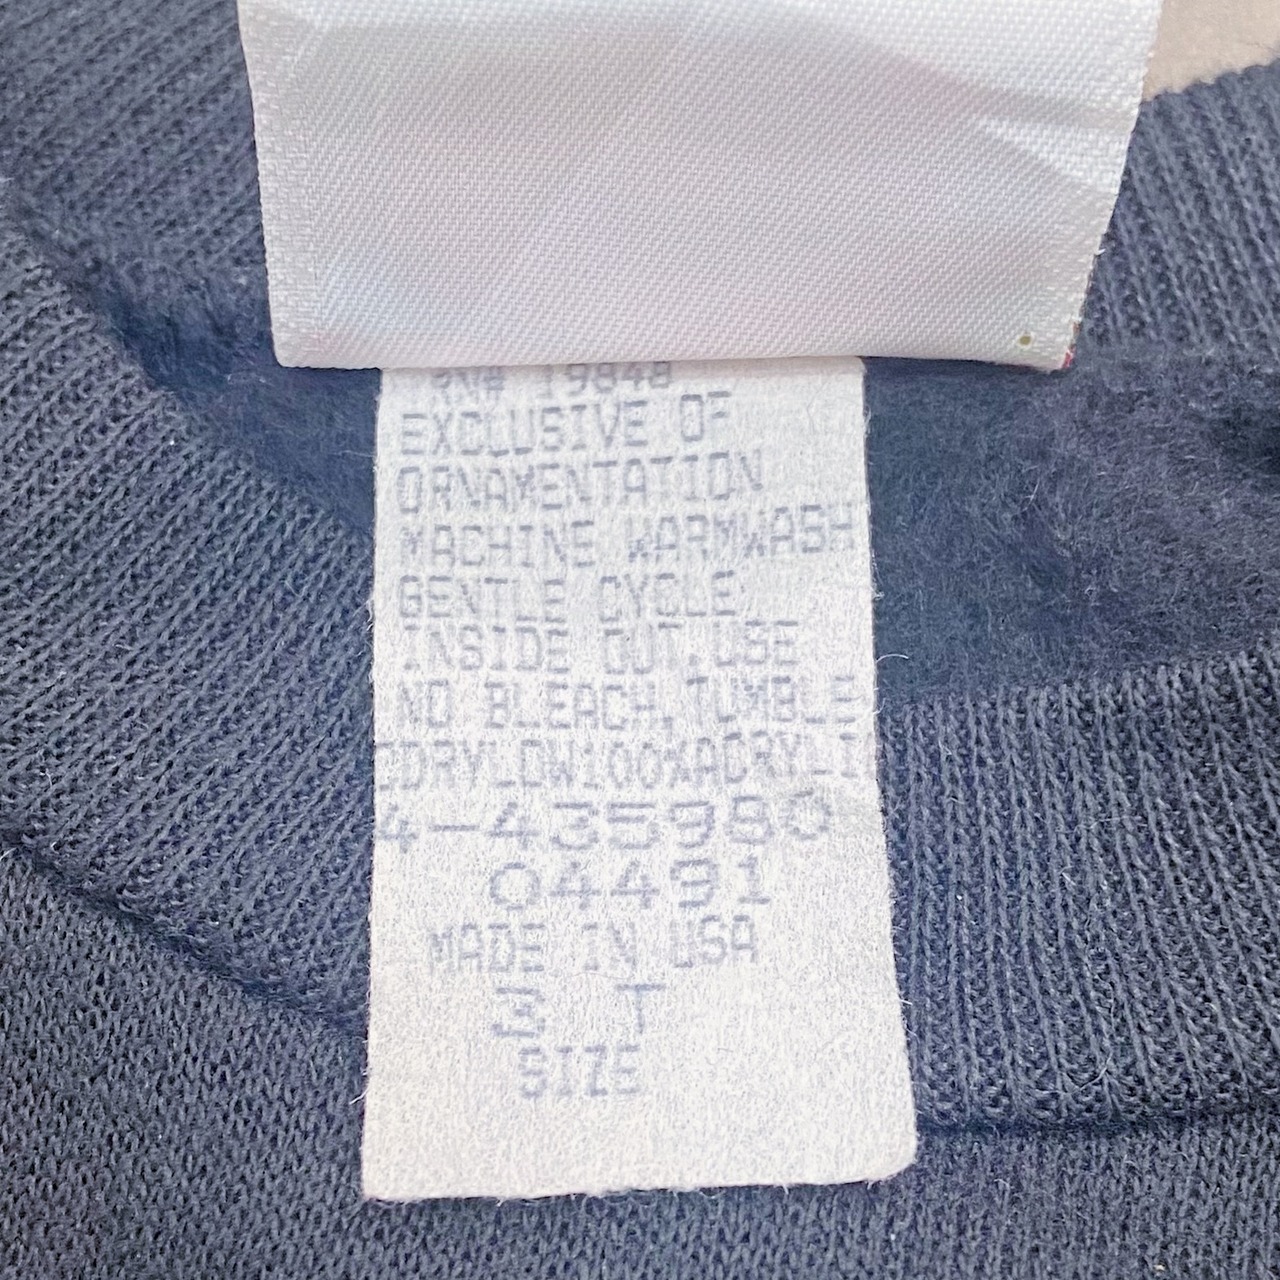 RN# 19848
EXCLUSIVE OF
ORNAMENTATION
MACHINE WARMWASH
GENTLE CYCLE
INSIDE OUT.USE
NO BLEACH.TUMBLE
DRYLOW100%ACRYLI
4-435980
04491
MADE IN USA
3 T
SIZE